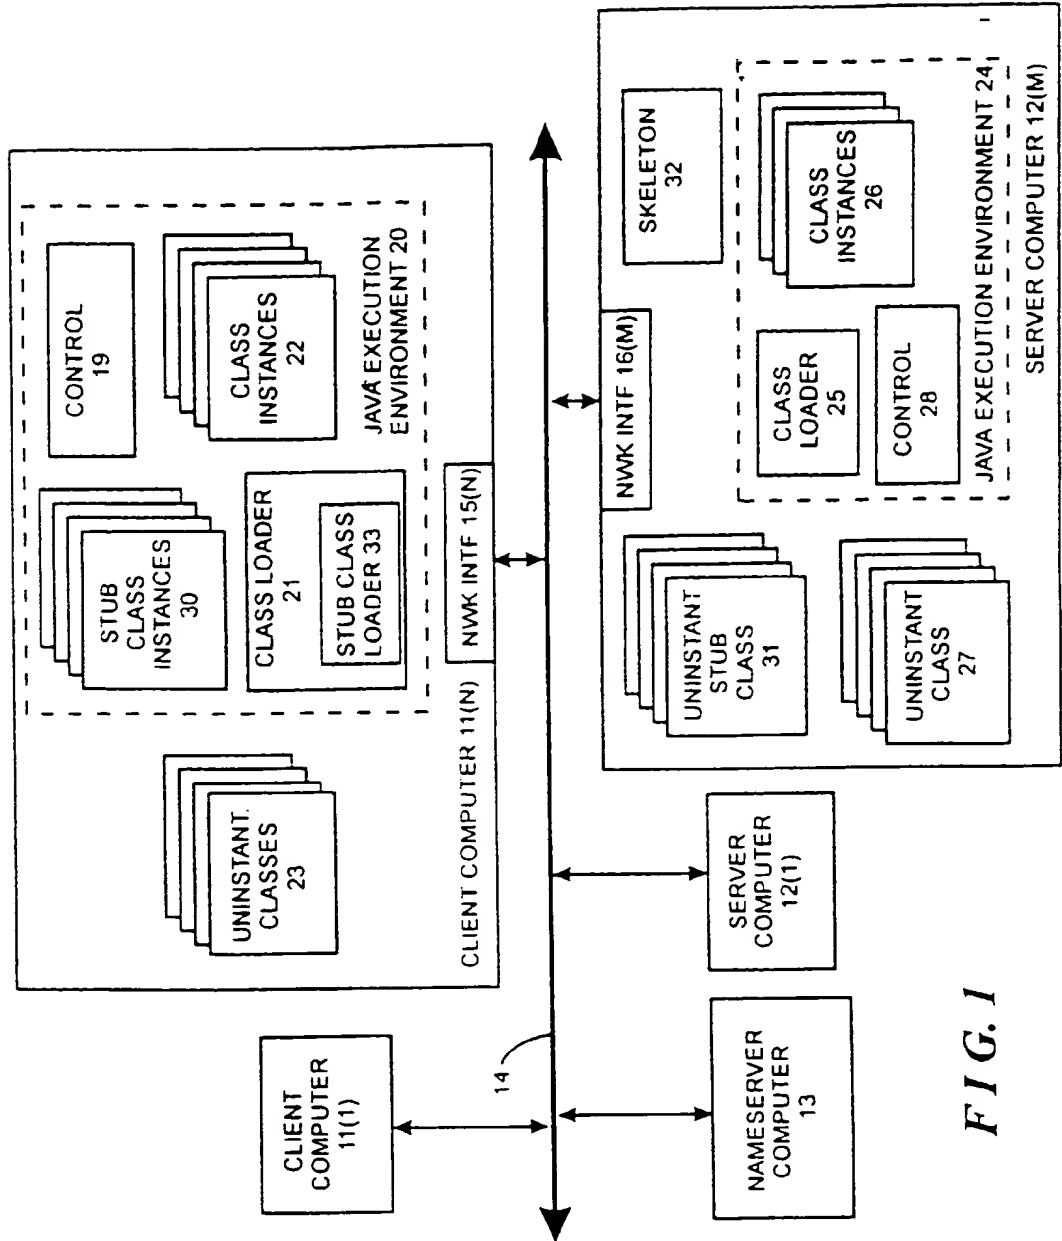 CLIENT
COMPUTER
11(1)
UNINSTANT.
CLASSES
23
STUB
CLASS
INSTANCES
30
CONTROL
19
CLASS LOADER
21
STUB CLASS
LOADER 33
CLASS
INSTANCES
22
JAVA EXECUTION
ENVIRONMENT 20
CLIENT COMPUTER 11(N)
NWK INTF 15(N)
14
NAMESERVER
COMPUTER
13
SERVER
COMPUTER
12(1)
NWK INTF 16(M)
UNINSTANT
STUB
CLASS
31
SKELETON
32
CLASS
LOADER
25
CLASS
INSTANCES
26
CONTROL
28
UNINSTANT
CLASS
27
JAVA EXECUTION ENVIRONMENT 24
SERVER COMPUTER 12(M)
FIG. 1